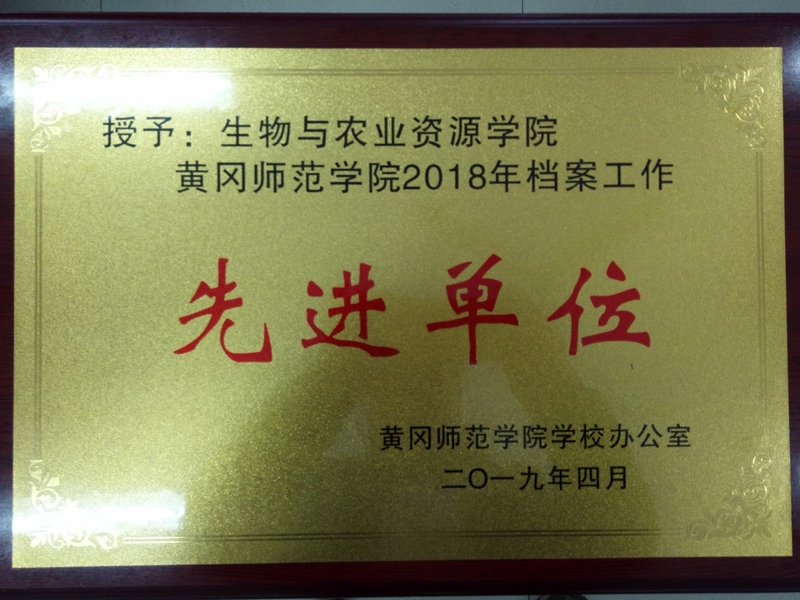 授予：生物与农业资源学院
黄冈师范学院2018年档案工作
先进单位
黄冈师范学院学校办公室
二〇一九年四月